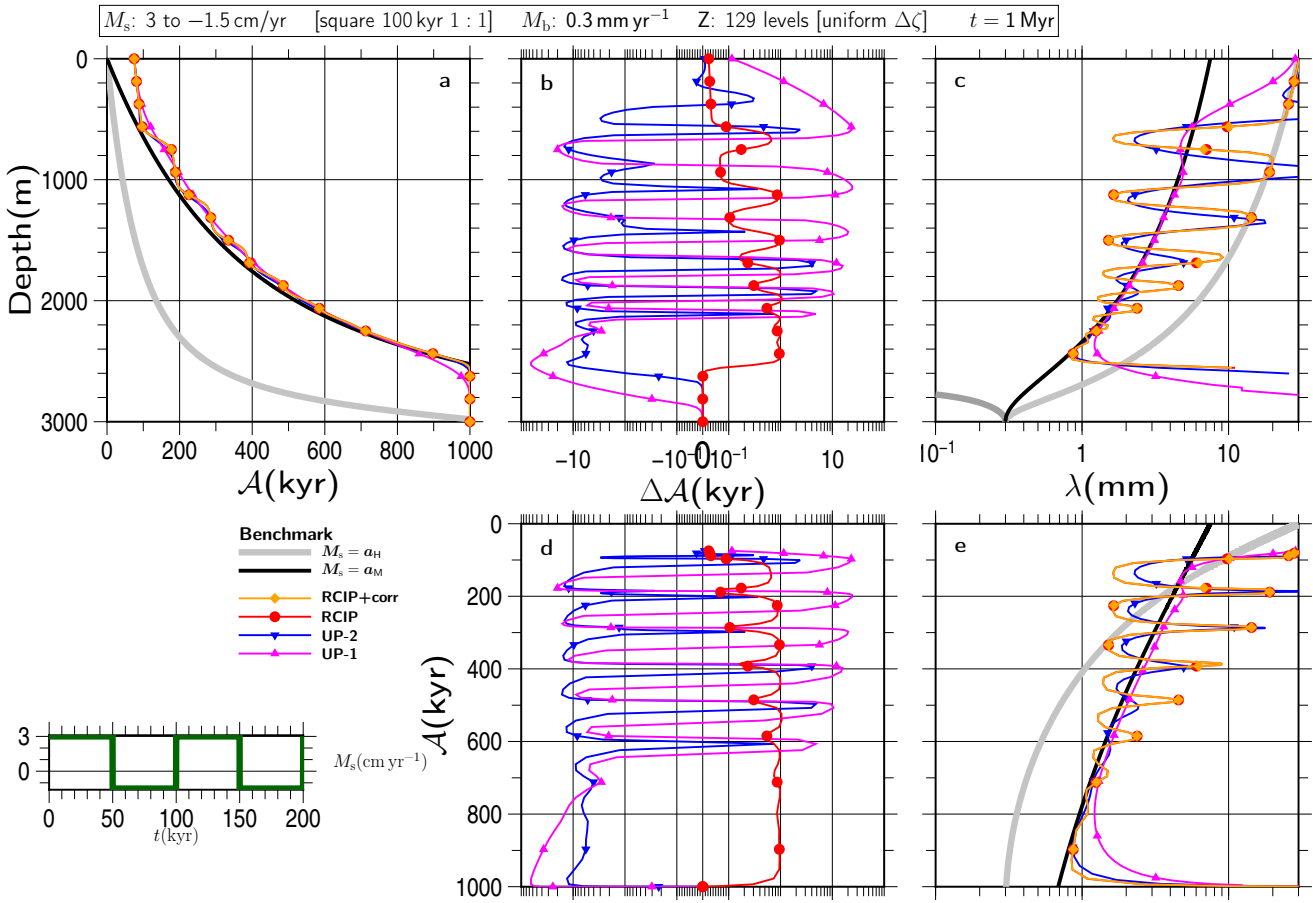 Mₛ: 3 to −1.5 cm/yr [square 100 kyr 1 : 1] M_b: 0.3 mm yr⁻¹ Z: 129 levels [uniform Δζ] t = 1 Myr
a b c
0
1000
2000
3000
Depth(m)
0 200 400 600 800 1000
𝒜(kyr)
−10 −10⁻¹ 0 10⁻¹ 10
Δ𝒜(kyr)
10⁻¹ 1 10
λ(mm)
Benchmark
Mₛ = a_H
Mₛ = a_M
RCIP+corr
RCIP
UP-2
UP-1
3
0
Mₛ(cm yr⁻¹)
0 50 100 150 200
t(kyr)
d e
0
200
400
600
800
1000
𝒜(kyr)